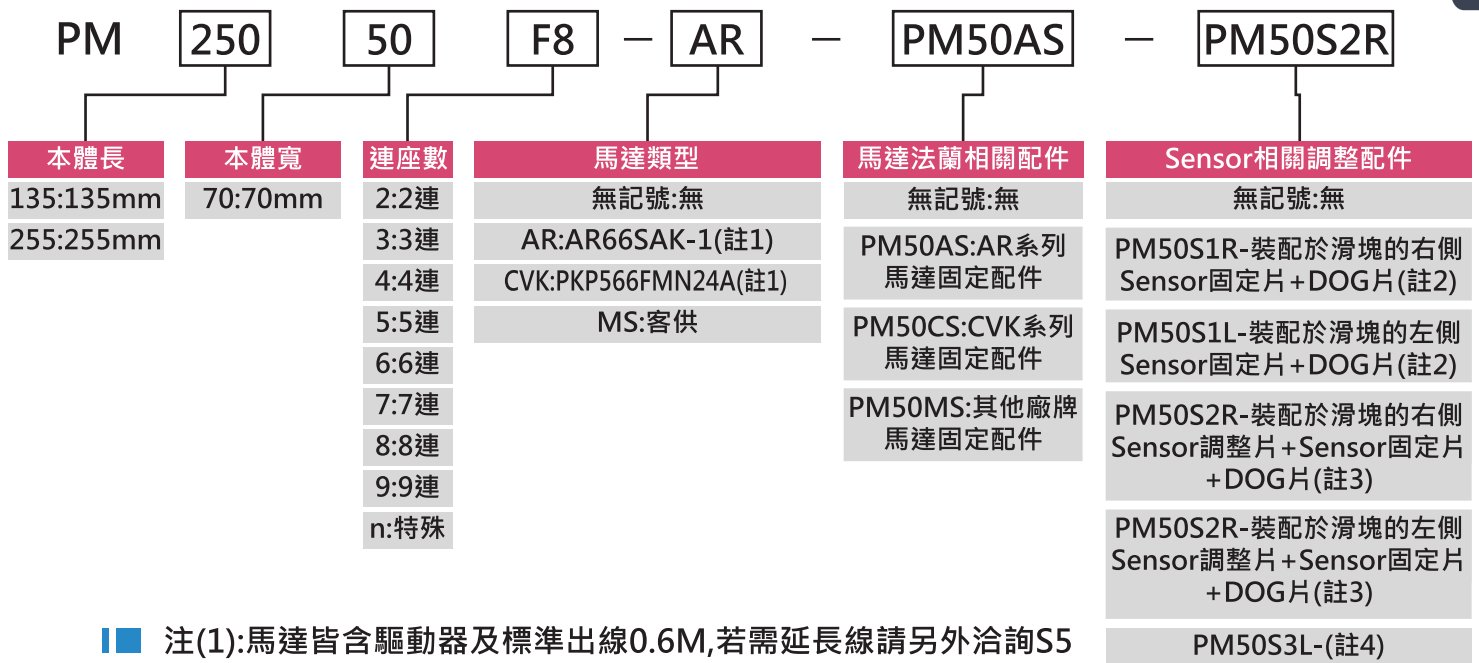 PM 250 50 F8 — AR — PM50AS — PM50S2R
本體長
135:135mm
255:255mm
本體寬
70:70mm
連座數
2:2連
3:3連
4:4連
5:5連
6:6連
7:7連
8:8連
9:9連
n:特殊
馬達類型
無記號:無
AR:AR66SAK-1(註1)
CVK:PKP566FMN24A(註1)
MS:客供
馬達法蘭相關配件
無記號:無
PM50AS:AR系列
馬達固定配件
PM50CS:CVK系列
馬達固定配件
PM50MS:其他廠牌
馬達固定配件
Sensor相關調整配件
無記號:無
PM50S1R-裝配於滑塊的右側
Sensor固定片+DOG片(註2)
PM50S1L-裝配於滑塊的左側
Sensor固定片+DOG片(註2)
PM50S2R-裝配於滑塊的右側
Sensor調整片+Sensor固定片
+DOG片(註3)
PM50S2R-裝配於滑塊的左側
Sensor調整片+Sensor固定片
+DOG片(註3)
PM50S3L-(註4)
注(1):馬達皆含驅動器及標準出線0.6M,若需延長線請另外洽詢S5